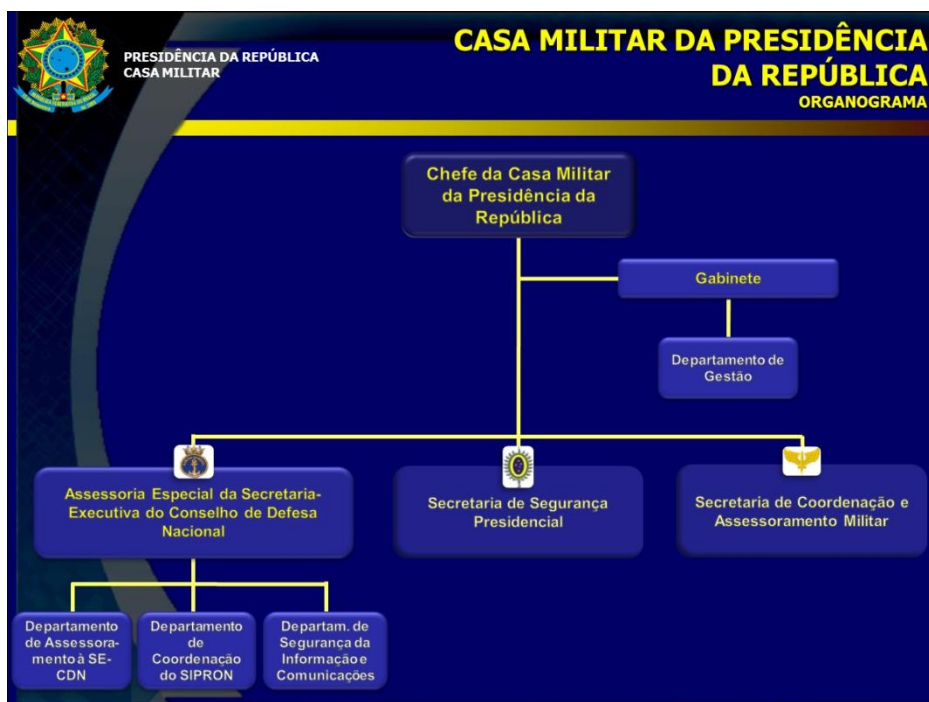 PRESIDÊNCIA DA REPÚBLICA
CASA MILITAR
CASA MILITAR DA PRESIDÊNCIA
DA REPÚBLICA
ORGANOGRAMA
Chefe da Casa Militar
da Presidência da
República
Gabinete
Departamento de
Gestão
Assessoria Especial da Secretaria-
Executiva do Conselho de Defesa
Nacional
Secretaria de Segurança
Presidencial
Secretaria de Coordenação e
Assessoramento Militar
Departamento
de Assessora-
mento à SE-
CDN
Departamento
de
Coordenação
do SIPRON
Departam. de
Segurança da
Informação e
Comunicações